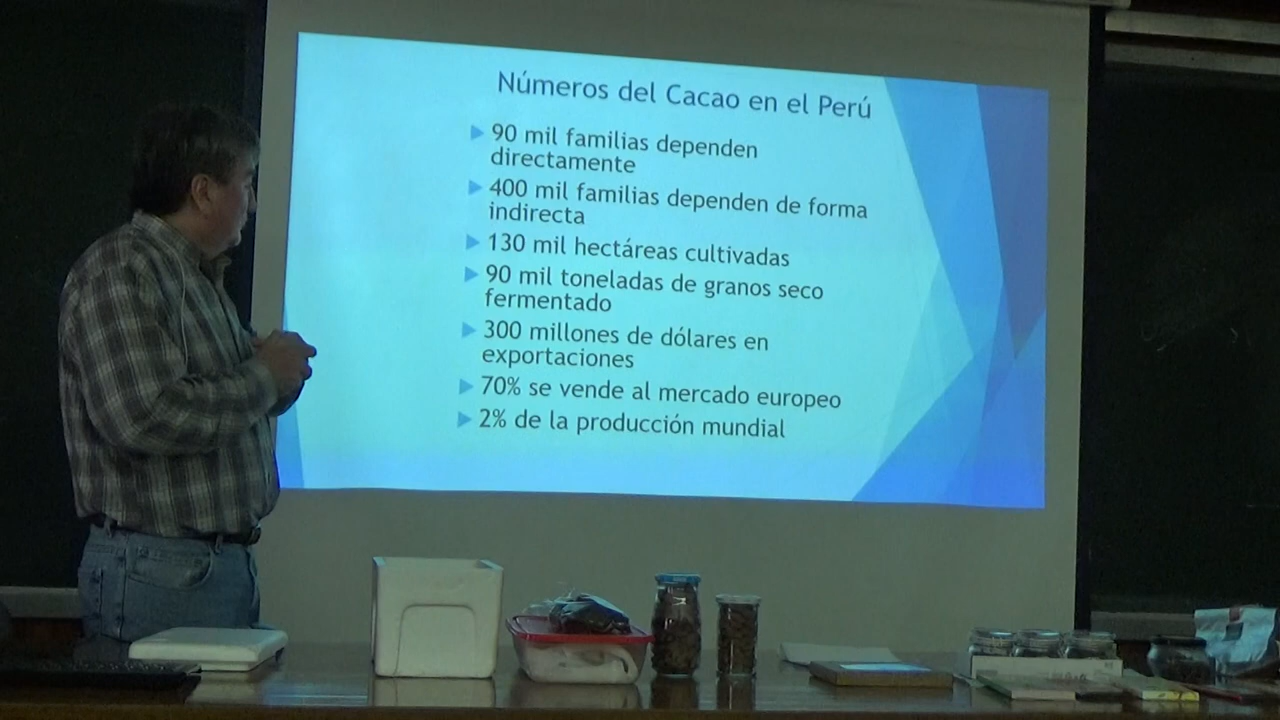 Números del Cacao en el Perú
90 mil familias dependen
directamente
400 mil familias dependen de forma
indirecta
130 mil hectáreas cultivadas
90 mil toneladas de granos seco
fermentado
300 millones de dólares en
exportaciones
70% se vende al mercado europeo
2% de la producción mundial